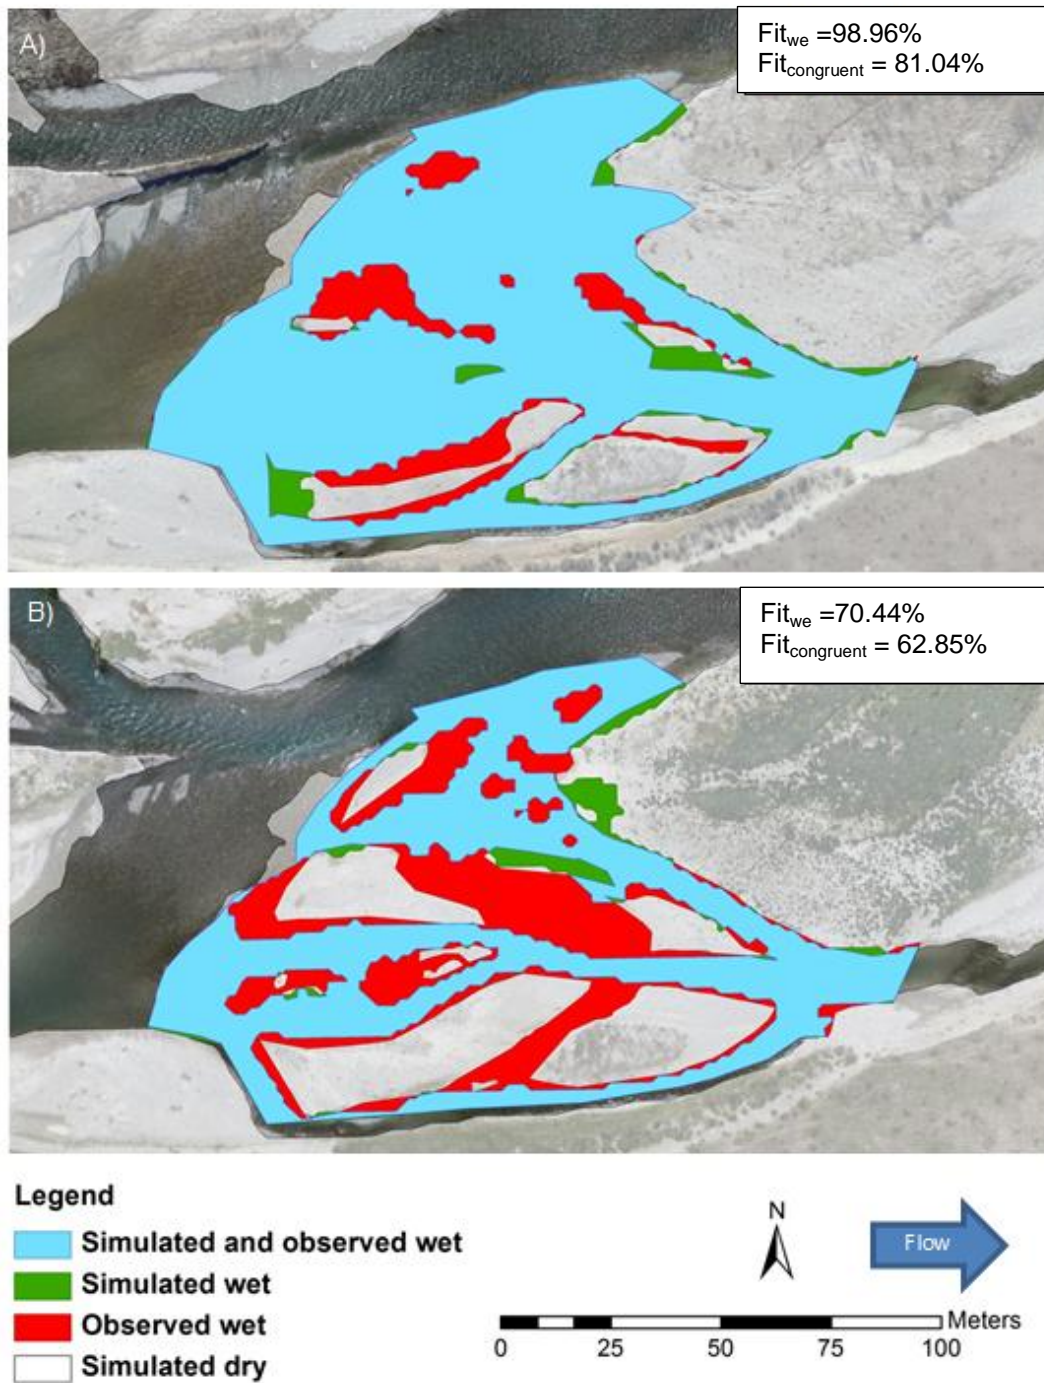 A)
Fitwe =98.96%
Fitcongruent = 81.04%
B)
Fitwe =70.44%
Fitcongruent = 62.85%
Legend
Simulated and observed wet
Simulated wet
Observed wet
Simulated dry
N
Flow
Meters
0 25 50 75 100